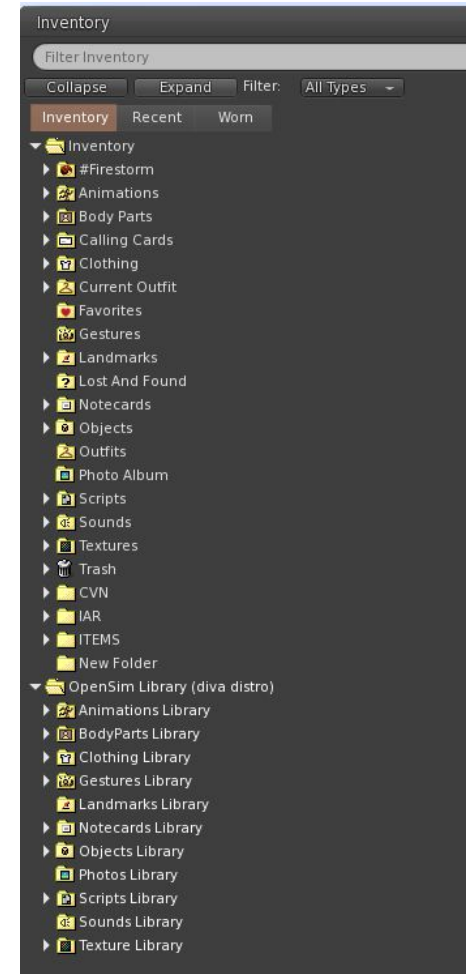 Inventory
Filter Inventory
Collapse Expand Filter: All Types
Inventory Recent Worn
Inventory
#Firestorm
Animations
Body Parts
Calling Cards
Clothing
Current Outfit
Favorites
Gestures
Landmarks
Lost And Found
Notecards
Objects
Outfits
Photo Album
Scripts
Sounds
Textures
Trash
CVN
IAR
ITEMS
New Folder
OpenSim Library (diva distro)
Animations Library
BodyParts Library
Clothing Library
Gestures Library
Landmarks Library
Notecards Library
Objects Library
Photos Library
Scripts Library
Sounds Library
Texture Library